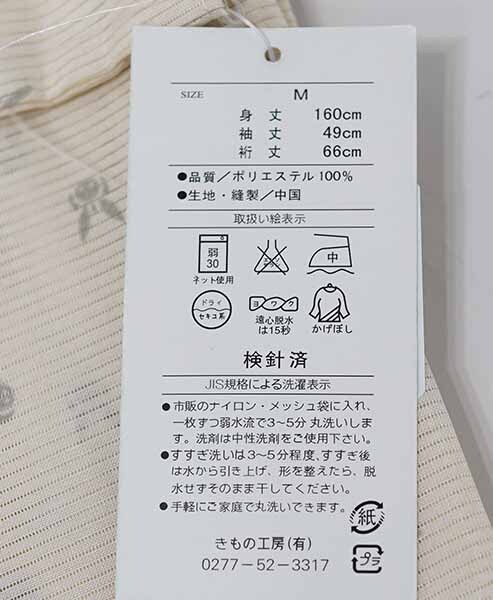 SIZE M
身 丈 160cm
袖 丈 49cm
裄 丈 66cm
●品質／ポリエステル100%
●生地・縫製／中国
取扱い絵表示
弱
30
ネット使用
中
ドライ
セキユ系
ヨワク
遠心脱水
は15秒
かげぼし
検針済
JIS規格による洗濯表示
●市販のナイロン・メッシュ袋に入れ、
一枚ずつ弱水流で3〜5分 丸洗いしま
す。洗剤は中性洗剤をご使用下さい。
●すすぎ洗いは3〜5分程度、すすぎ後
は水から引き上げ、形を整えたら、脱
水せずそのまま干してください。
●手軽にご家庭で丸洗いできます。
紙
プラ
きもの工房(有)
0277-52-3317